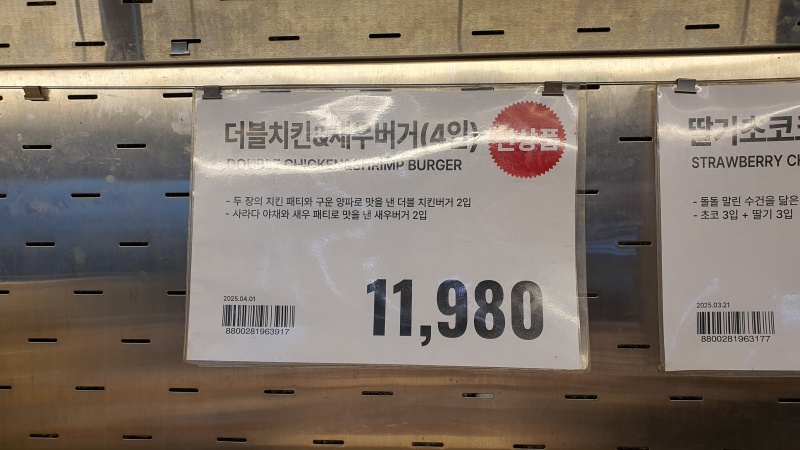 더블치킨&새우버거(4입)
신상품
DOUBLE CHICKEN&SHRIMP BURGER
- 두 장의 치킨 패티와 구운 양파로 맛을 낸 더블 치킨버거 2입
- 사라다 야채와 새우 패티로 맛을 낸 새우버거 2입
2025.04.01
8800281963917
11,980
딸기초코
STRAWBERRY
- 돌돌 말린 수건을 닮은
- 초코 3입 + 딸기 3입
2025.03.21
8800281963177